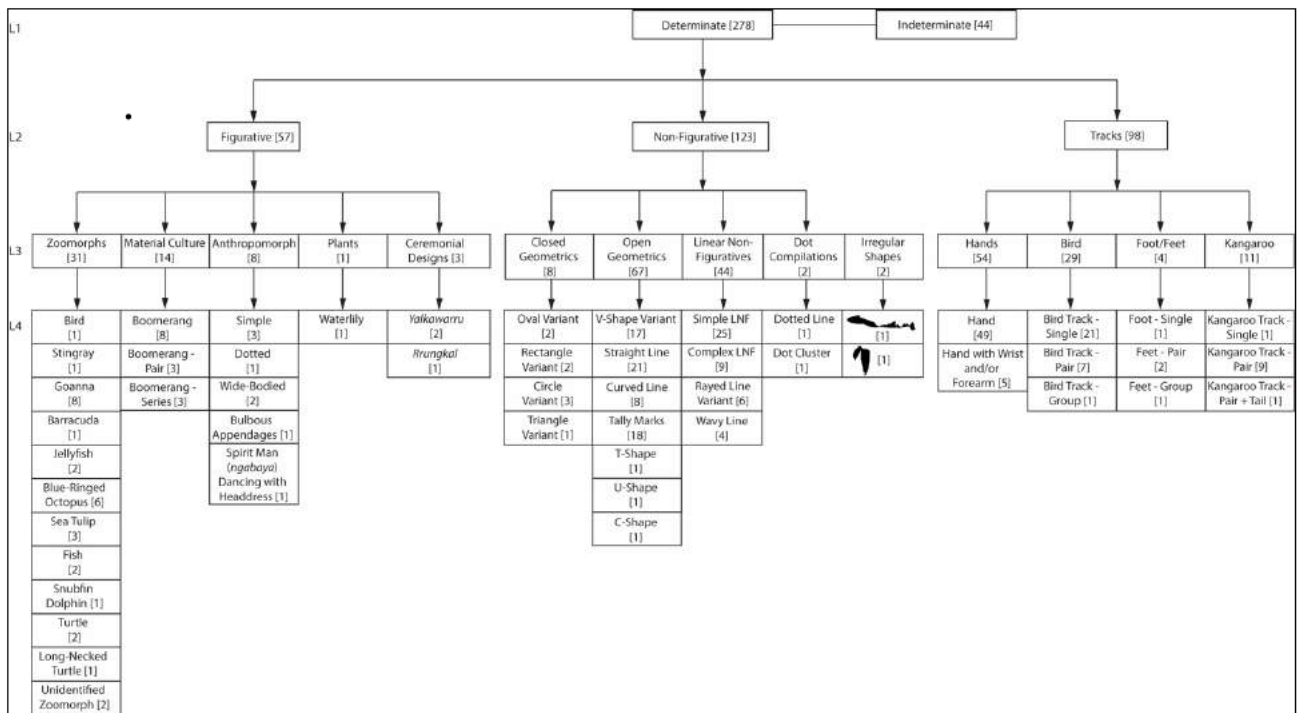 L1
Determinate [278]
Indeterminate [44]
L2
Figurative [57]
Non-Figurative [123]
Tracks [98]
L3
Zoomorphs
[31]
Material Culture
[14]
Anthropomorph
[8]
Plants
[1]
Ceremonial
Designs [3]
Closed
Geometrics
[8]
Open
Geometrics
[67]
Linear Non-
Figuratives
[44]
Dot
Compilations
[2]
Irregular
Shapes
[2]
Hands
[54]
Bird
[29]
Foot/Feet
[4]
Kangaroo
[11]
L4
Bird
[1]
Stingray
[1]
Goanna
[8]
Barracuda
[1]
Jellyfish
[2]
Blue-Ringed
Octopus [6]
Sea Tulip
[3]
Fish
[2]
Snubfin
Dolphin [1]
Turtle
[2]
Long-Necked
Turtle [1]
Unidentified
Zoomorph [2]
Boomerang
[8]
Boomerang -
Pair [3]
Boomerang -
Series [3]
Simple
[3]
Dotted
[1]
Wide-Bodied
[2]
Bulbous
Appendages [1]
Spirit Man
(ngabaya)
Dancing with
Headdress [1]
Waterlily
[1]
Yalkawarru
[2]
Rrungkal
[1]
Oval Variant
[2]
Rectangle
Variant [2]
Circle
Variant [3]
Triangle
Variant [1]
V-Shape Variant
[17]
Straight Line
[21]
Curved Line
[8]
Tally Marks
[18]
T-Shape
[1]
U-Shape
[1]
C-Shape
[1]
Simple LNF
[25]
Complex LNF
[9]
Rayed Line
Variant [6]
Wavy Line
[4]
Dotted Line
[1]
Dot Cluster
[1]
[1]
[1]
Hand
[49]
Hand with Wrist
and/or
Forearm [5]
Bird Track -
Single [21]
Bird Track -
Pair [7]
Bird Track -
Group [1]
Foot - Single
[1]
Feet - Pair
[2]
Feet - Group
[1]
Kangaroo Track -
Single [1]
Kangaroo Track -
Pair [9]
Kangaroo Track -
Pair + Tail [1]